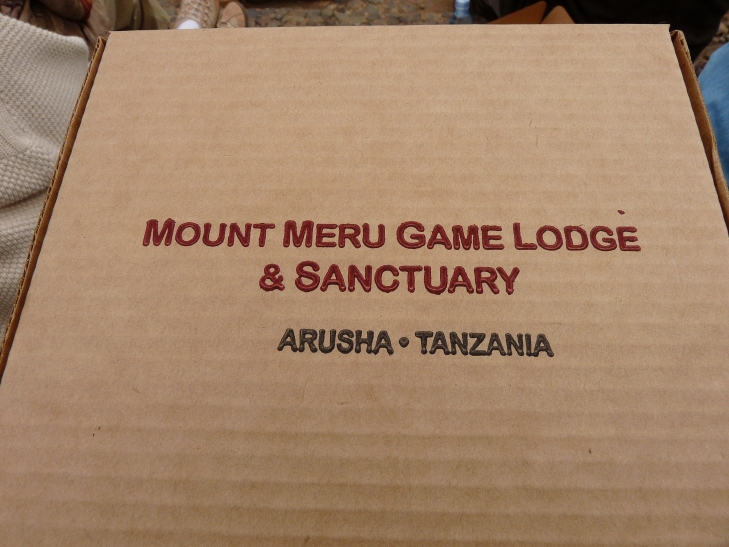 MOUNT MERU GAME LODGE
& SANCTUARY
ARUSHA • TANZANIA